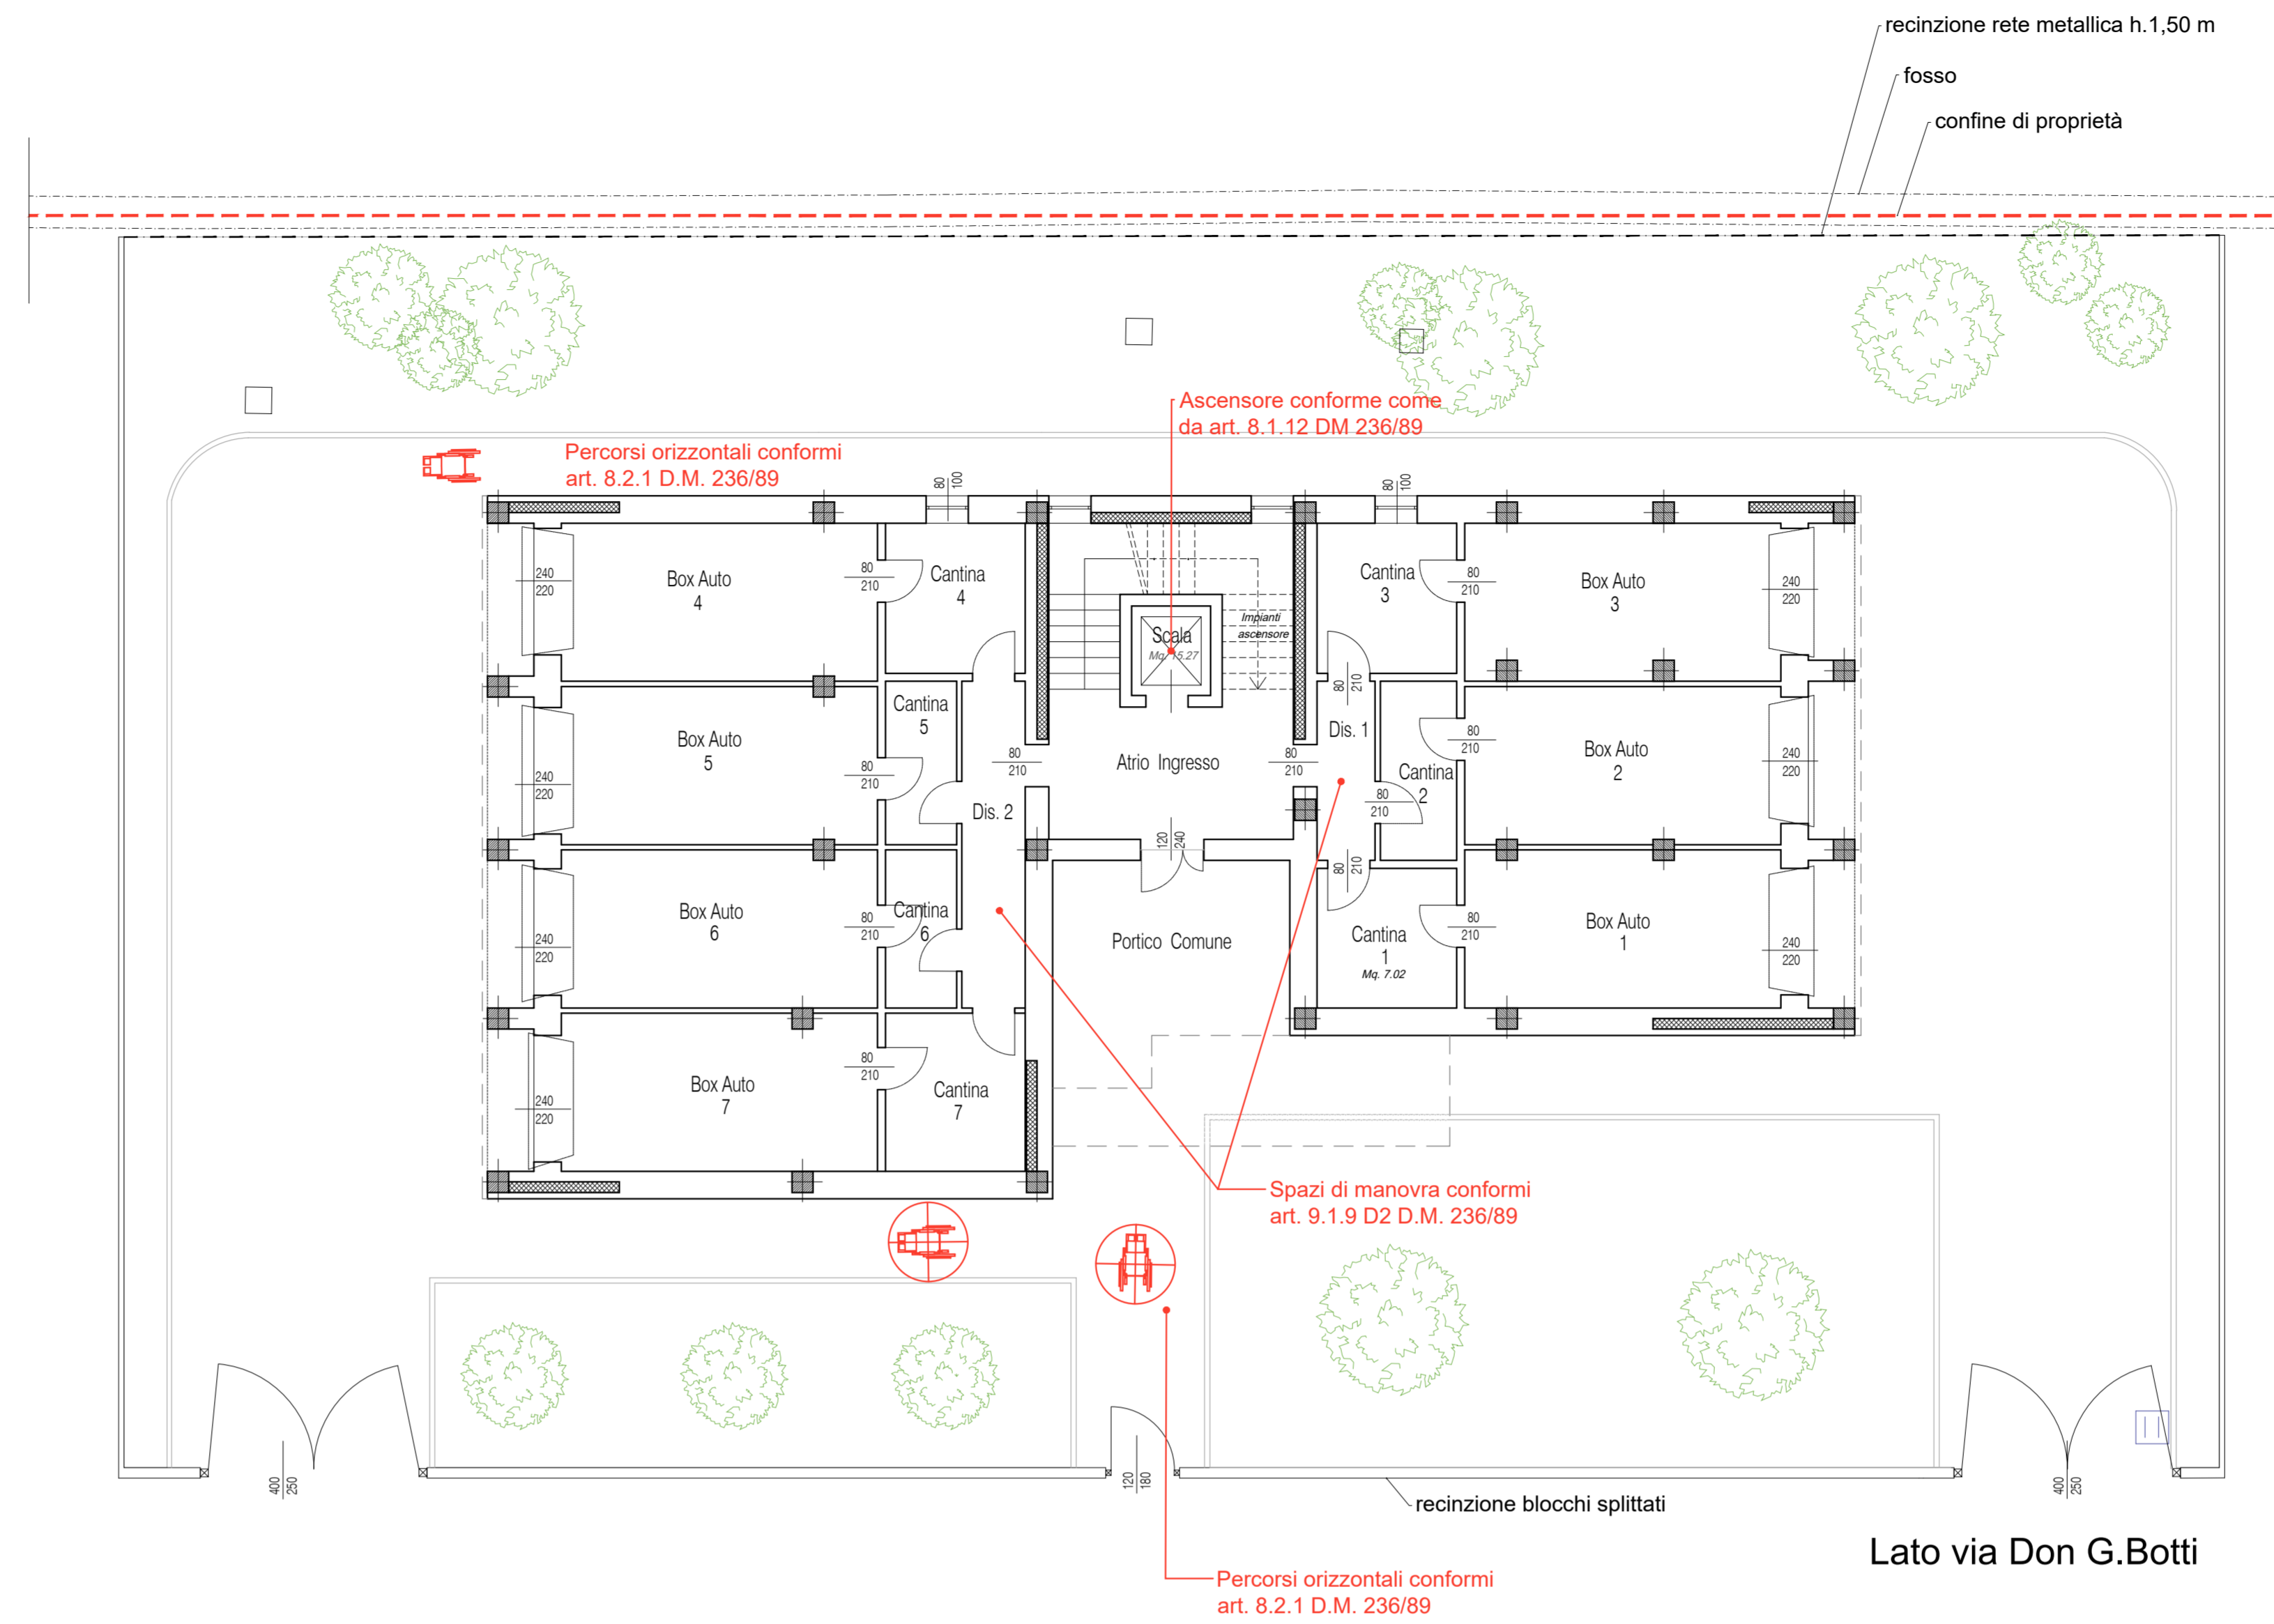 recinzione rete metallica h.1,50 m
fosso
confine di proprietà
Ascensore conforme come
da art. 8.1.12 DM 236/89
Percorsi orizzontali conformi
art. 8.2.1 D.M. 236/89
80
100
80
100
240
220
Box Auto
4
80
210
Cantina
4
Scala
Mq. 15.27
Impianti
ascensore
Cantina
3
80
210
Box Auto
3
240
220
80
210
Cantina
5
Dis. 1
Box Auto
5
240
220
80
210
80
210
Atrio Ingresso
80
210
Cantina
2
80
210
80
210
Box Auto
2
240
220
Dis. 2
120
240
80
210
Box Auto
6
240
220
80
210
Cantina
6
Portico Comune
Cantina
1
Mq. 7.02
80
210
Box Auto
1
240
220
Box Auto
7
240
220
80
210
Cantina
7
Spazi di manovra conformi
art. 9.1.9 D2 D.M. 236/89
400
250
120
180
400
250
recinzione blocchi splittati
Lato via Don G.Botti
Percorsi orizzontali conformi
art. 8.2.1 D.M. 236/89